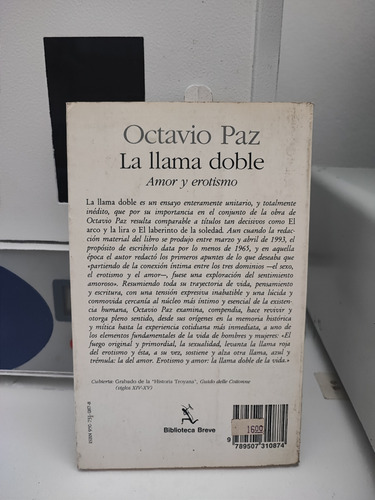 Octavio Paz
La llama doble
Amor y erotismo
La llama doble es un ensayo enteramente unitario, y totalmente
inédito, que por su importancia en el conjunto de la obra de
Octavio Paz resulta comparable a títulos tan decisivos como El
arco y la lira o El laberinto de la soledad. Aun cuando la redac-
ción material del libro se produjo entre marzo y abril de 1993, el
propósito de escribirlo data por lo menos de 1965, y en aquella
época el autor redactó los primeros apuntes de lo que deseaba que
«partiendo de la conexión íntima entre los tres dominios —el sexo,
el erotismo y el amor—, fuese una exploración del sentimiento
amoroso». Resumiendo toda su trayectoria de vida, pensamiento
y escritura, con una tensión expresiva inabatible y una lúcida y
conmovida cercanía al núcleo más íntimo y esencial de la existencia
humana, Octavio Paz examina, compendia, hace revivir y
otorga pleno sentido, desde sus orígenes en la memoria histórica
y mítica hasta la experiencia cotidiana más inmediata, a uno de
los elementos fundamentales de la vida de hombres y mujeres: «El
fuego original y primordial, la sexualidad, levanta la llama roja
del erotismo y ésta, a su vez, sostiene y alza otra llama, azul y
trémula: la del amor. Erotismo y amor: la llama doble de la vida.»
Cubierta: Grabado de la "Historia Troyana", Guido delle Colonne
(siglos XIV-XV)
Biblioteca Breve
1600
9 789507 310874